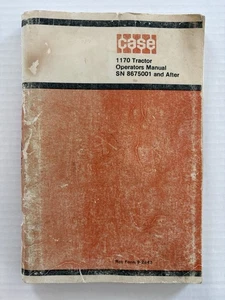 case
1170 Tractor
Operators Manual
SN 8675001 and After